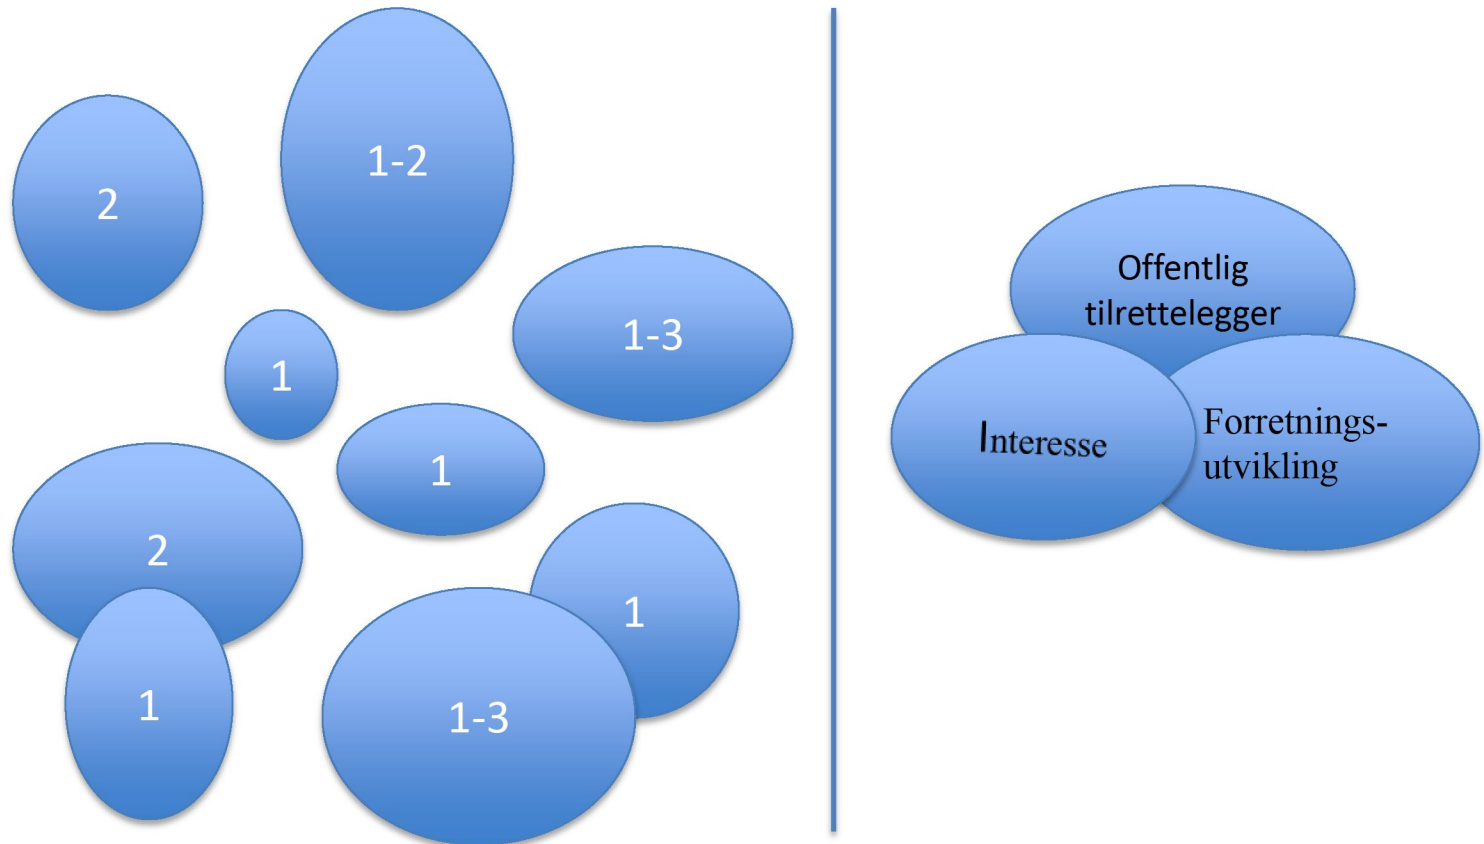 2
1-2
1-3
1
1
2
1
1
1-3
Offentlig
tilrettelegger
Interesse
Forretnings-
utvikling